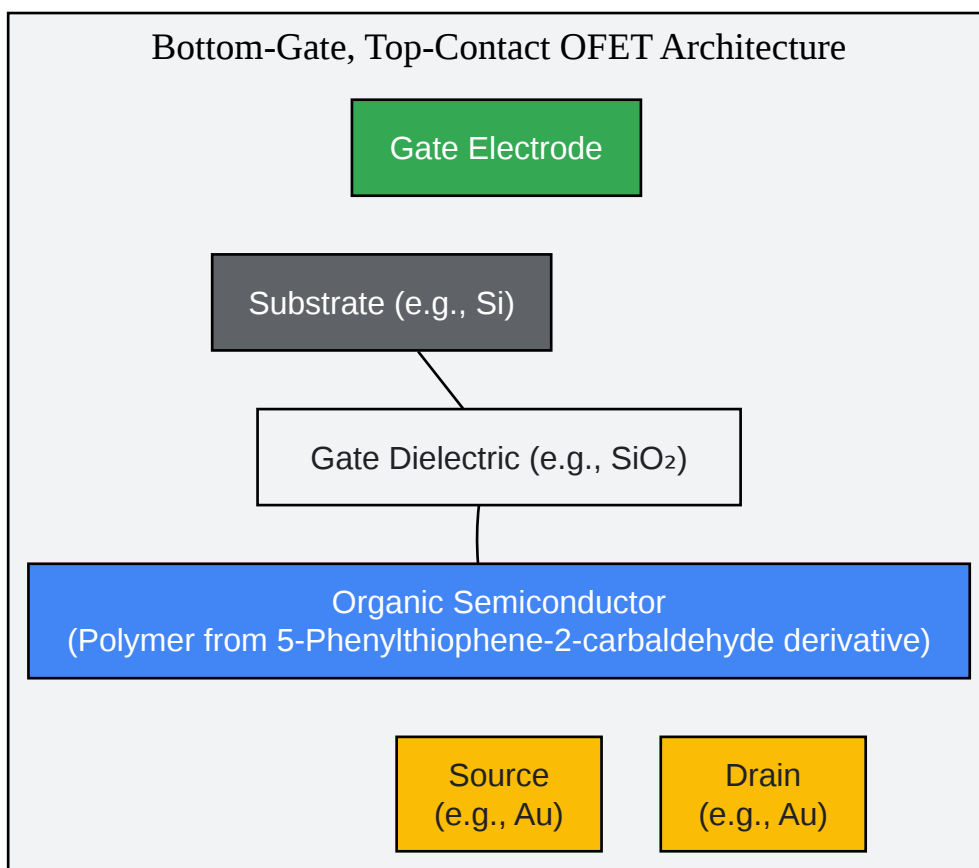 Bottom-Gate, Top-Contact OFET Architecture
Gate Electrode
Substrate (e.g., Si)
Gate Dielectric (e.g., SiO₂)
Organic Semiconductor
(Polymer from 5-Phenylthiophene-2-carbaldehyde derivative)
Source
(e.g., Au)
Drain
(e.g., Au)